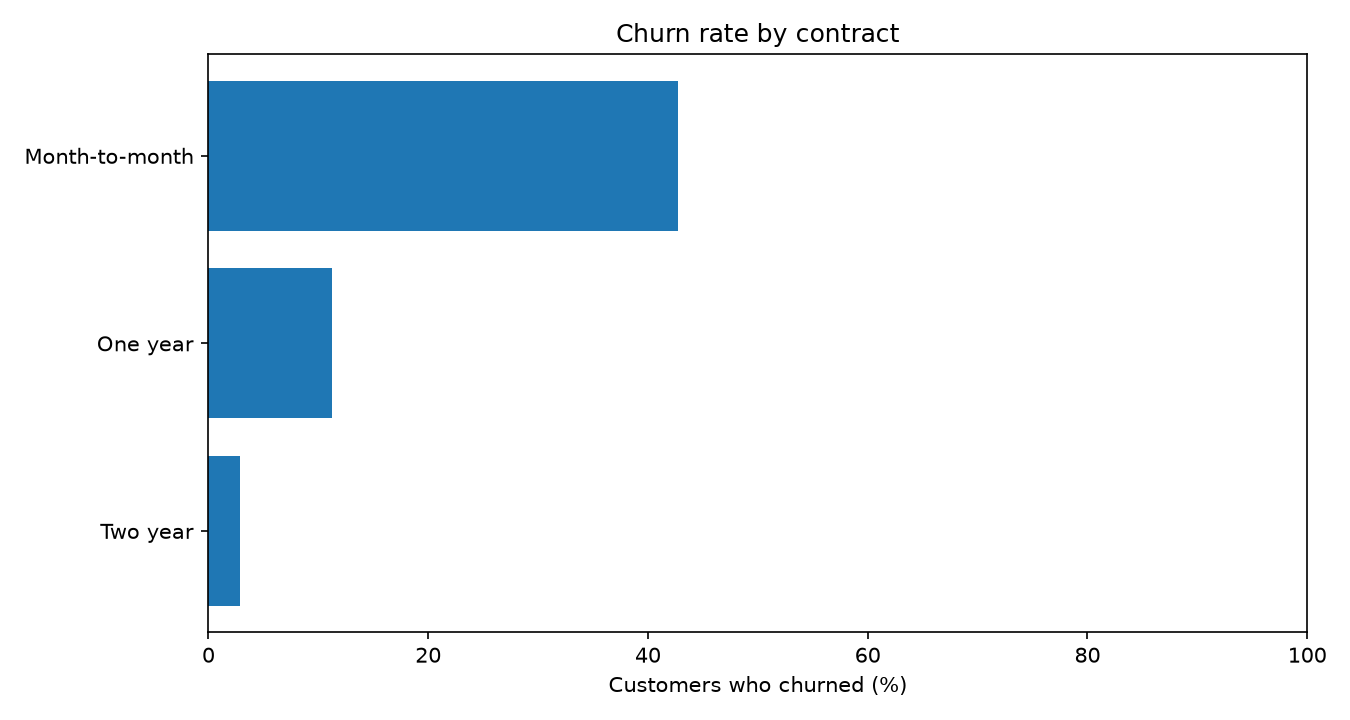 Churn rate by contract
Month-to-month
One year
Two year
0 20 40 60 80 100
Customers who churned (%)